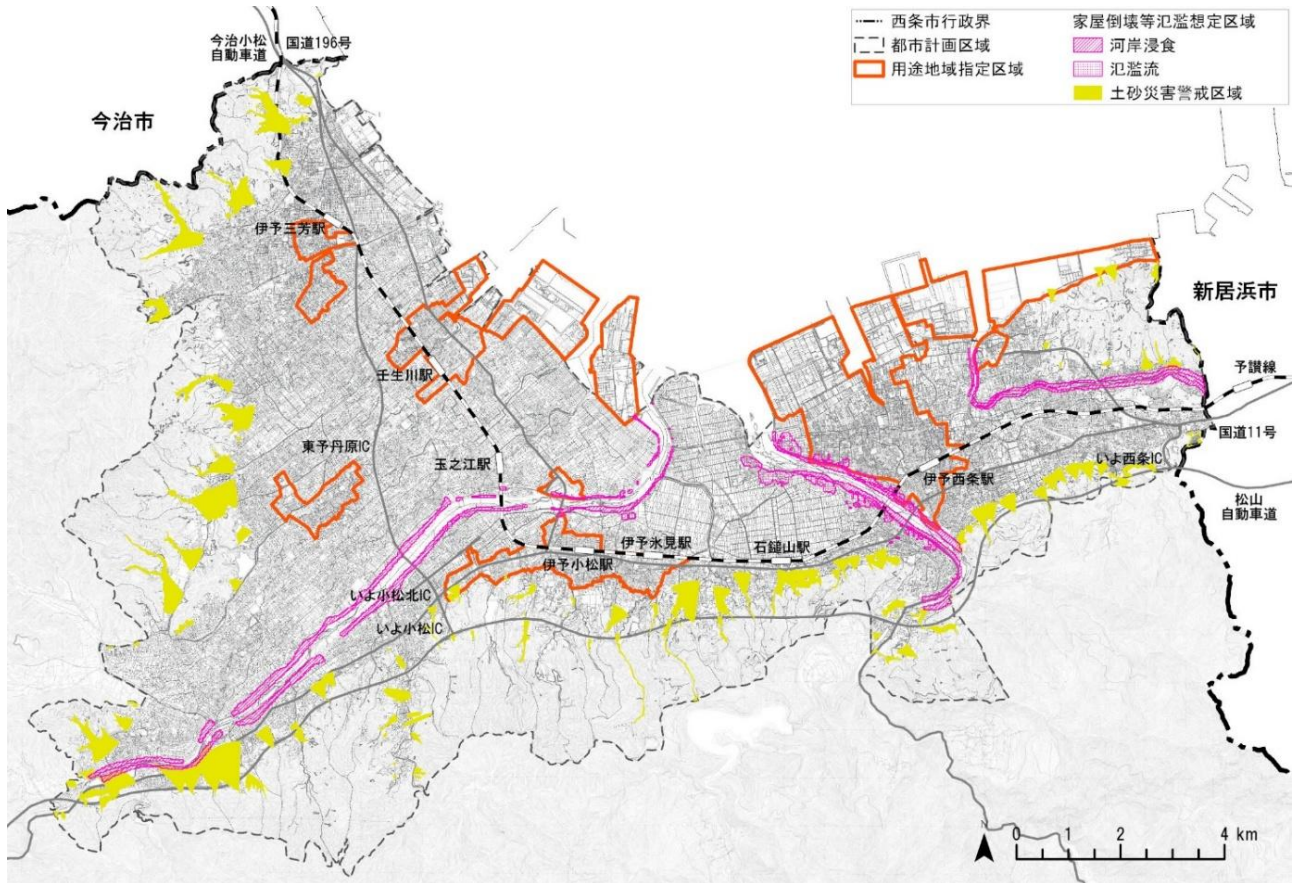 西条市行政界
都市計画区域
用途地域指定区域
家屋倒壊等氾濫想定区域
河岸浸食
氾濫流
土砂災害警戒区域
今治小松
自動車道
国道196号
今治市
伊予三芳駅
壬生川駅
新居浜市
予讃線
国道11号
東予丹原IC
玉之江駅
いよ西条IC
伊予西条駅
松山
自動車道
伊予氷見駅
石鎚山駅
伊予小松駅
いよ小松北IC
いよ小松IC
N
0 1 2 4 km